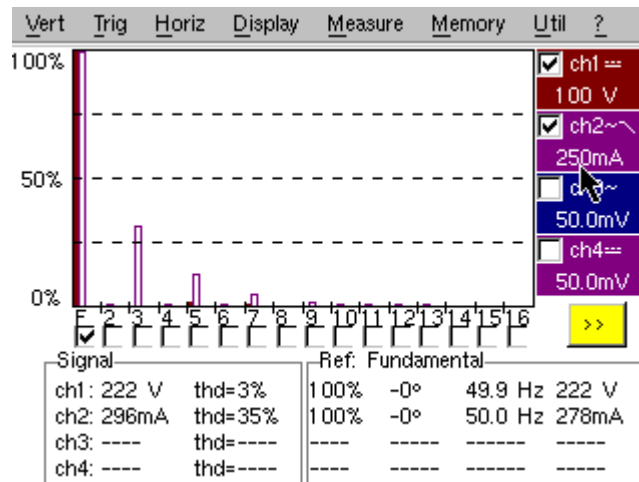 Vert Trig Horiz Display Measure Memory Util ?
100%
ch1
100 V
ch2~
250mA
50%
50.0mV
ch4
50.0mV
0%
F 2 3 4 5 6 7 8 9 10 11 12 13 14 15 16
>>
Signal
Ref: Fundamental
ch1: 222 V thd=3% 100% -0° 49.9 Hz 222 V
ch2: 296mA thd=35% 100% -0° 50.0 Hz 278mA
ch3: ---- thd=---- ---- ---- ----- -----
ch4: ---- thd=---- ---- ---- ----- -----